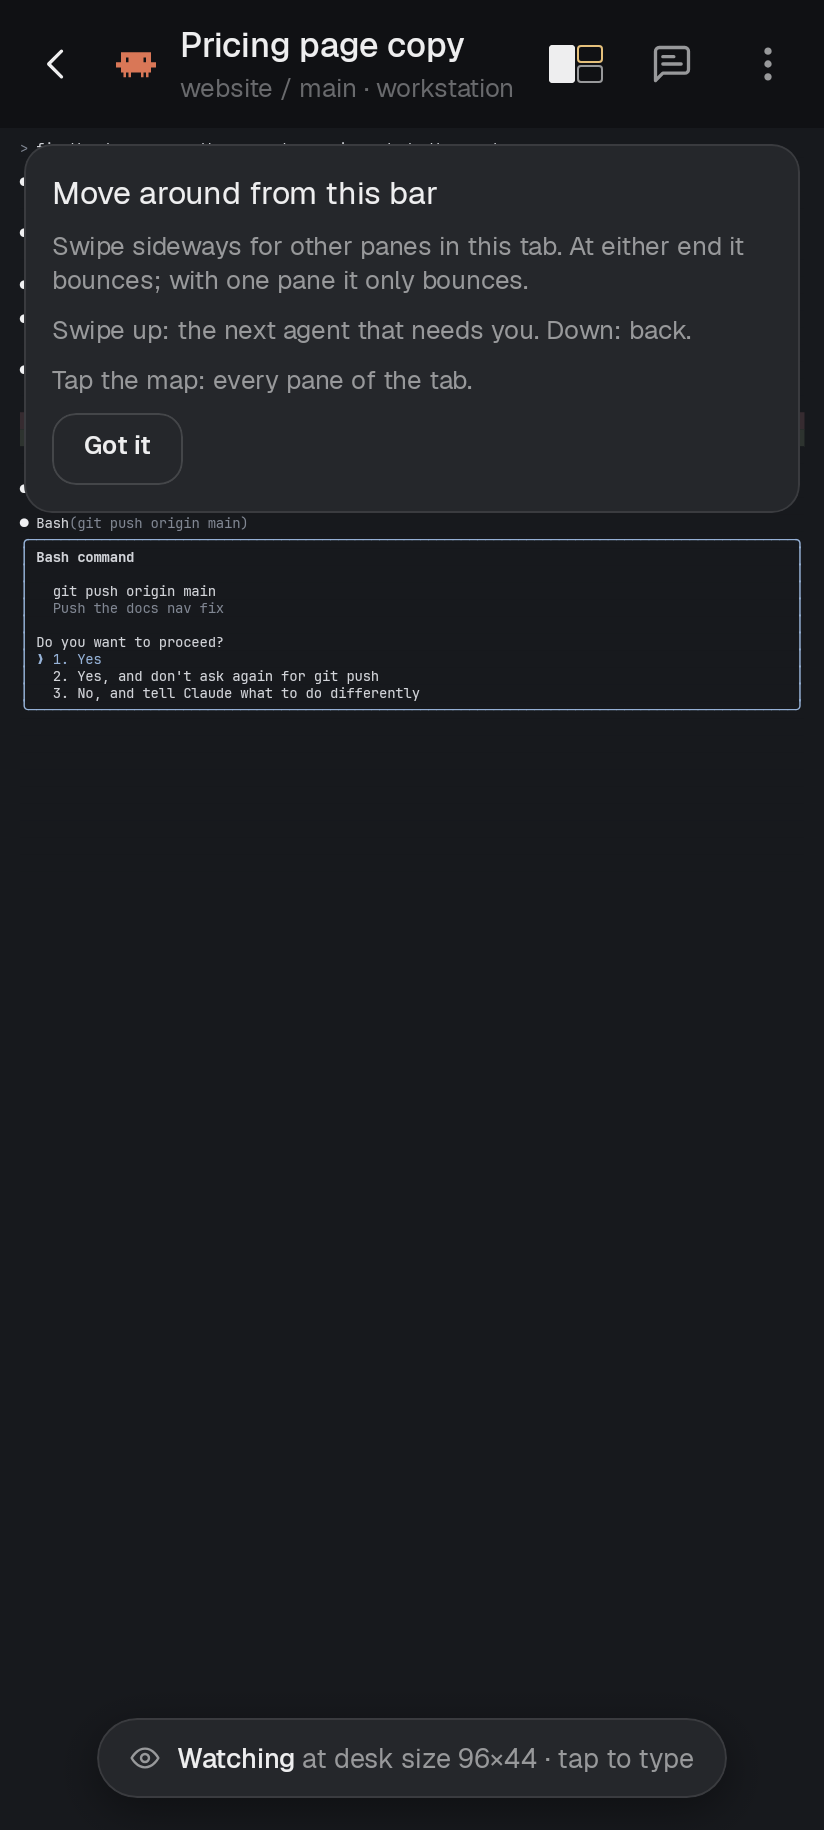 Pricing page copy
website / main · workstation
>
Move around from this bar
Swipe sideways for other panes in this tab. At either end it
bounces; with one pane it only bounces.
Swipe up: the next agent that needs you. Down: back.
Tap the map: every pane of the tab.
Got it
● Bash(git push origin main)
Bash command
git push origin main
Push the docs nav fix
Do you want to proceed?
❯ 1. Yes
2. Yes, and don't ask again for git push
3. No, and tell Claude what to do differently
Watching at desk size 96×44 · tap to type